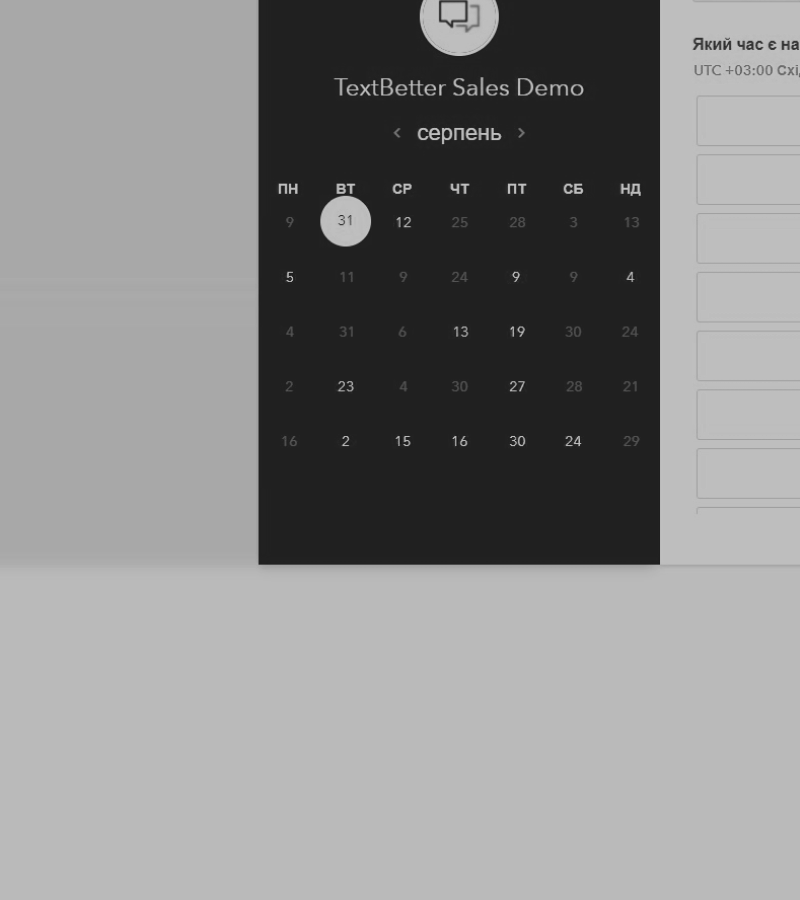 TextBetter Sales Demo
серпень
ПН ВТ СР ЧТ ПТ СБ НД
9 31 12 25 28 3 13
5 11 9 24 9 9 4
4 31 6 13 19 30 24
2 23 4 30 27 28 21
16 2 15 16 30 24 29
Який час є на
UTC +03:00 Схі